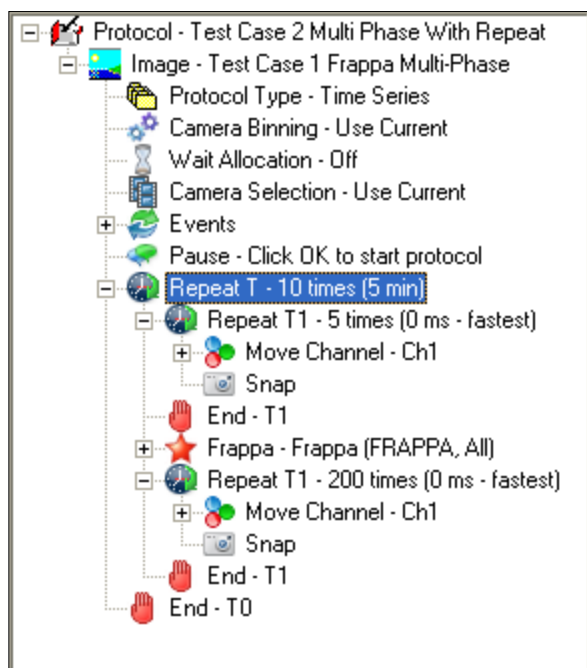 Protocol - Test Case 2 Multi Phase With Repeat
Image - Test Case 1 Frappa Multi-Phase
Protocol Type - Time Series
Camera Binning - Use Current
Wait Allocation - Off
Camera Selection - Use Current
Events
Pause - Click OK to start protocol
Repeat T - 10 times (5 min)
Repeat T1 - 5 times (0 ms - fastest)
Move Channel - Ch1
Snap
End - T1
Frappa - Frappa (FRAPPA, All)
Repeat T1 - 200 times (0 ms - fastest)
Move Channel - Ch1
Snap
End - T1
End - T0